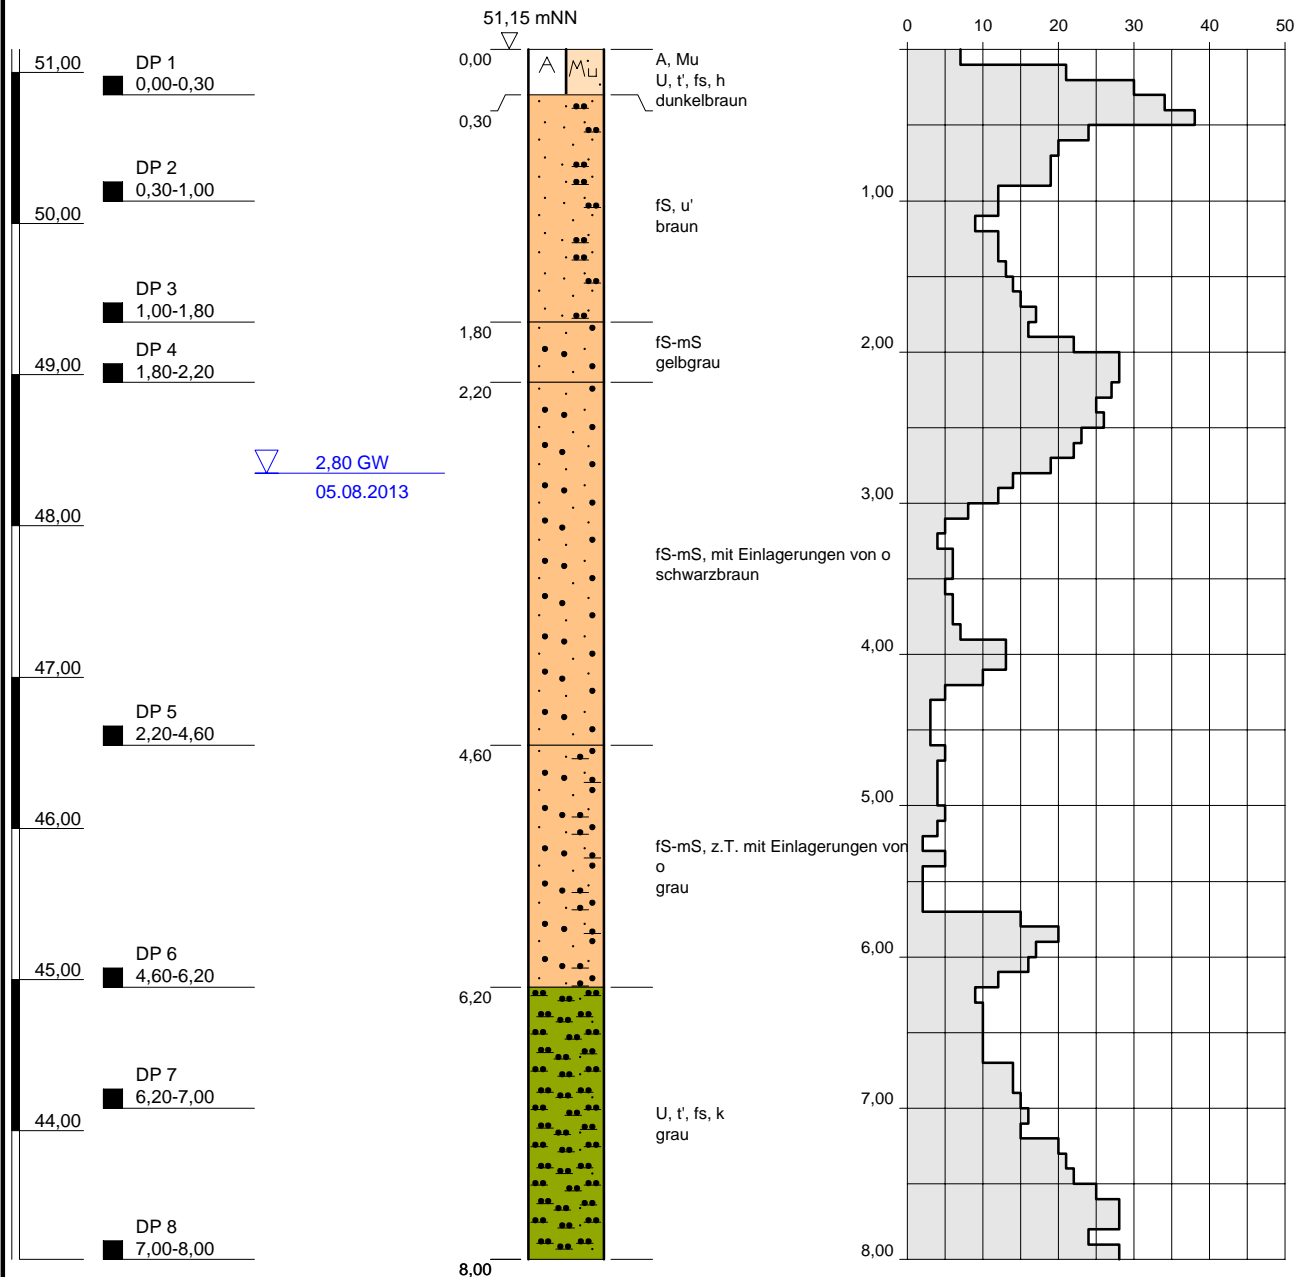 51,15 mNN
0 10 20 30 40 50
51,00
50,00
49,00
48,00
47,00
46,00
45,00
44,00
DP 1
0,00-0,30
DP 2
0,30-1,00
DP 3
1,00-1,80
DP 4
1,80-2,20
DP 5
2,20-4,60
DP 6
4,60-6,20
DP 7
6,20-7,00
DP 8
7,00-8,00
2,80 GW
05.08.2013
0,00
0,30
1,80
2,20
4,60
6,20
8,00
A Mu
A, Mu
U, t', fs, h
dunkelbraun
fS, u'
braun
fS-mS
gelbgrau
fS-mS, mit Einlagerungen von o
schwarzbraun
fS-mS, z.T. mit Einlagerungen von
o
grau
U, t', fs, k
grau
1,00
2,00
3,00
4,00
5,00
6,00
7,00
8,00